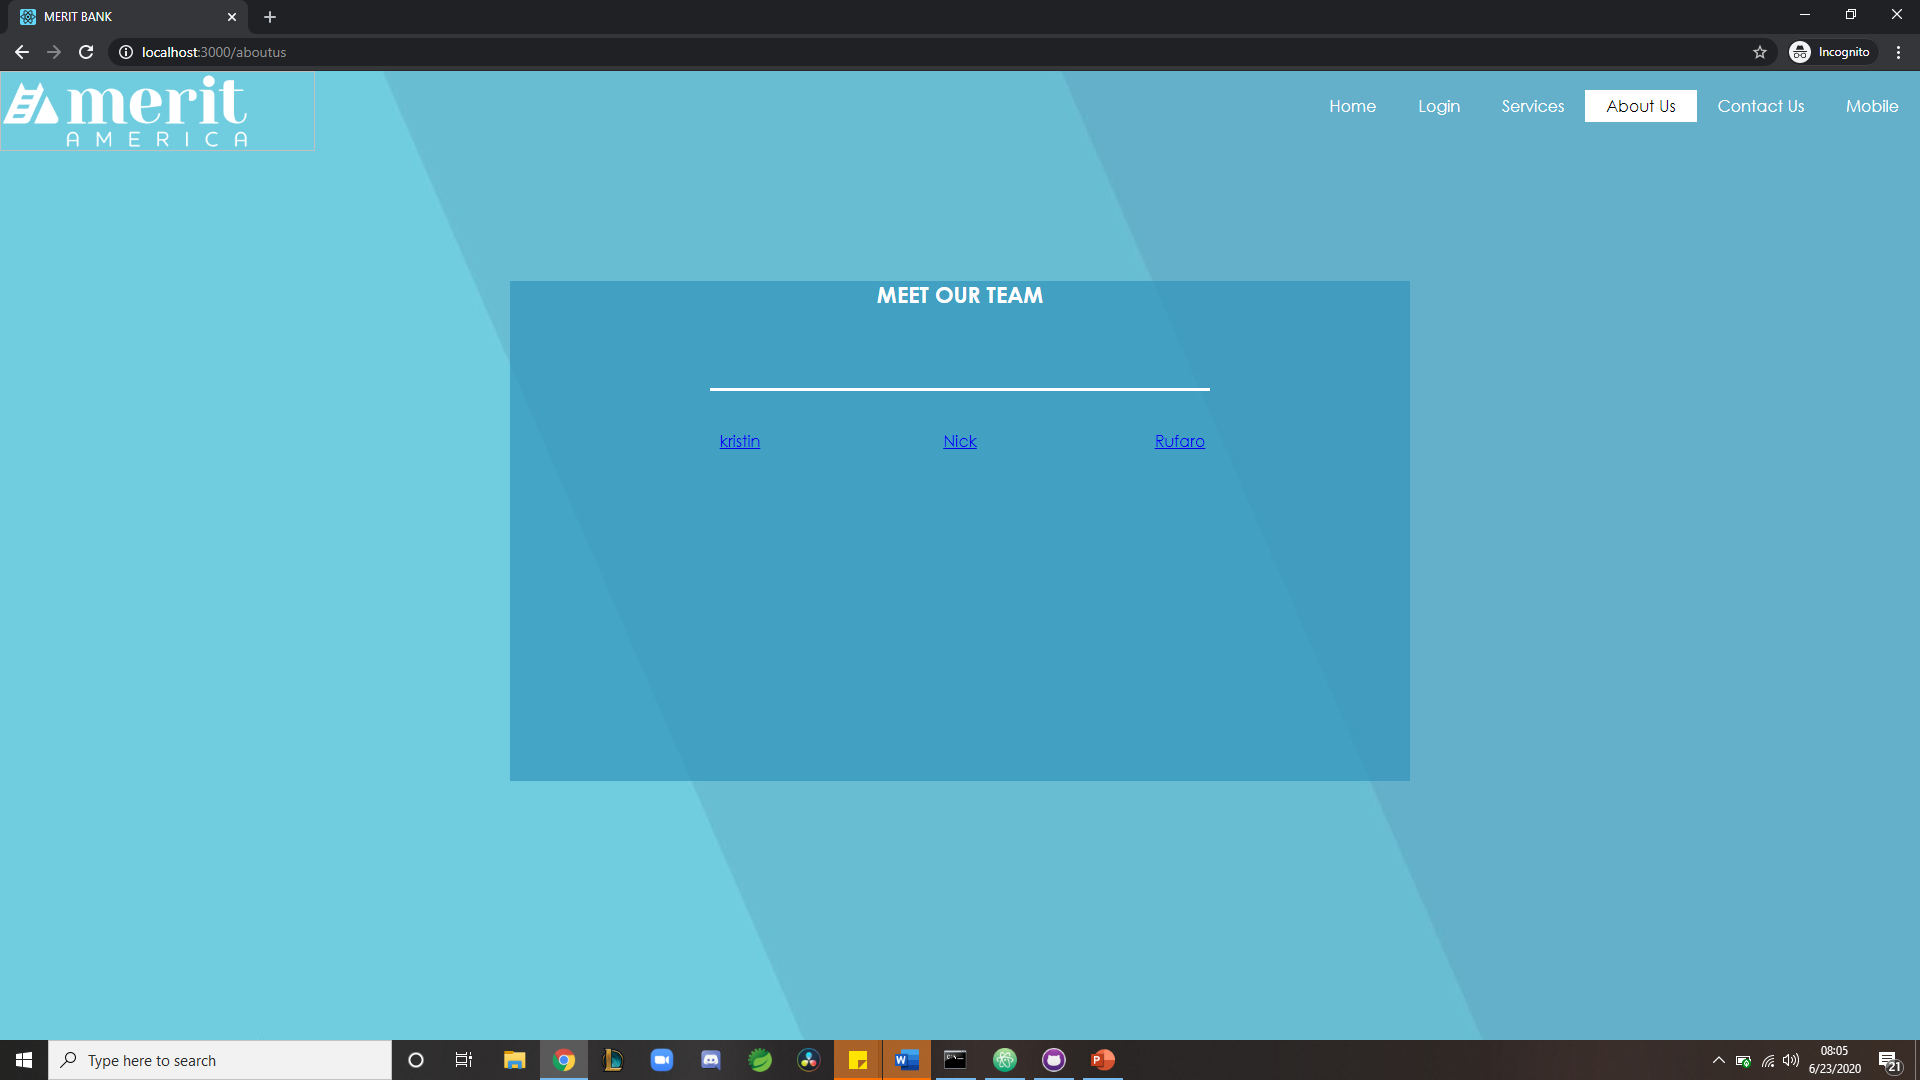 MERIT BANK
localhost:3000/aboutus
Incognito
merit
AMERICA
Home Login Services About Us Contact Us Mobile
MEET OUR TEAM
kristin Nick Rufaro
Type here to search
08:05
6/23/2020
21